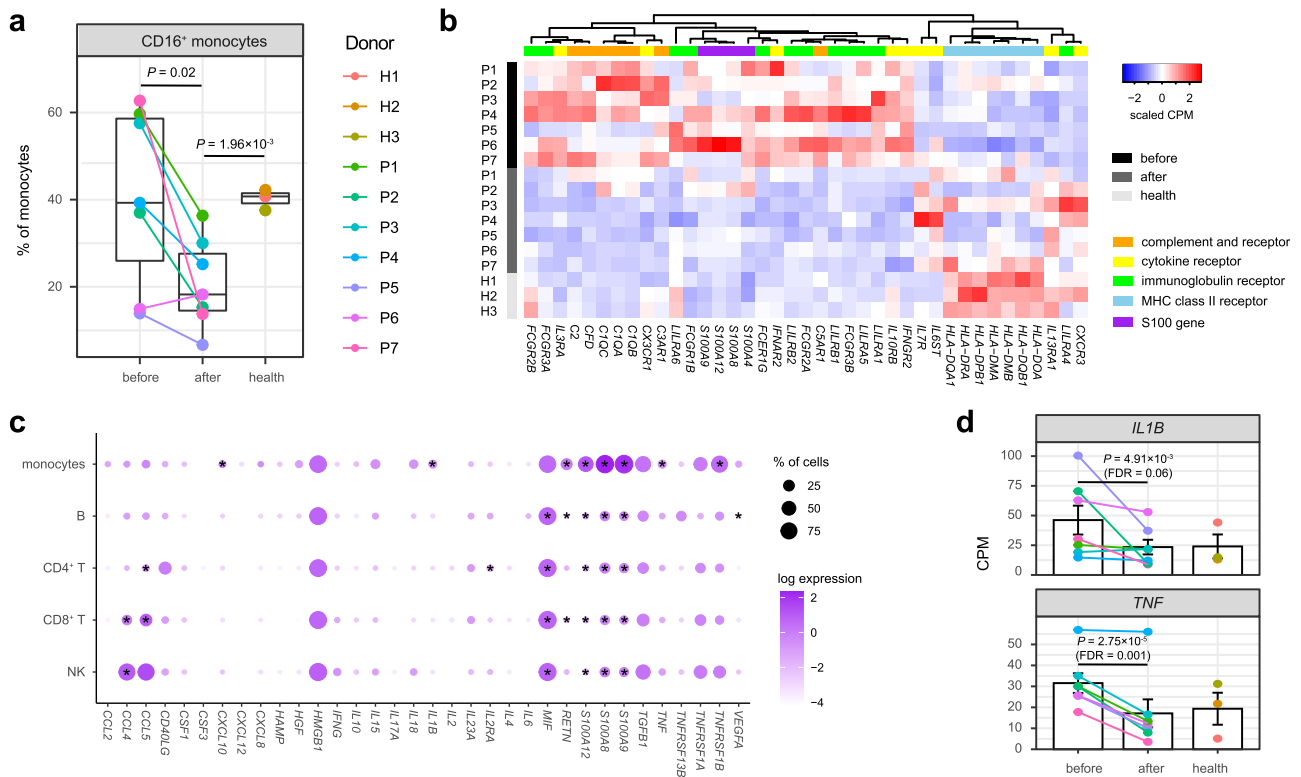 a
CD16+ monocytes
P = 0.02
P = 1.96×10-3
60
40
20
% of monocytes
before
after
health
Donor
H1
H2
H3
P1
P2
P3
P4
P5
P6
P7
b
P1
P2
P3
P4
P5
P6
P7
P1
P2
P3
P4
P5
P6
P7
H1
H2
H3
FCGR2B
FCGR3A
IL3RA
C2
CFD
C1QC
C1QA
C1QB
CX3CR1
C3AR1
LILRA6
FCGR1B
S100A9
S100A12
S100A8
S100A4
FCER1G
IFNAR2
LILRB2
FCGR2A
C5AR1
LILRB1
FCGR3B
LILRA5
LILRA1
IL10RB
IFNGR2
IL7R
IL6ST
HLA−DQA1
HLA−DRA
HLA−DPB1
HLA−DMA
HLA−DMB
HLA−DQB1
HLA−DOA
IL13RA1
LILRA4
CXCR3
−2 0 2
scaled CPM
before
after
health
complement and receptor
cytokine receptor
immunoglobulin receptor
MHC class II receptor
S100 gene
c
monocytes
B
CD4+ T
CD8+ T
NK
CCL2
CCL4
CCL5
CD40LG
CSF1
CSF3
CXCL10
CXCL12
CXCL8
HAMP
HGF
HMGB1
IFNG
IL10
IL15
IL17A
IL18
IL1B
IL2
IL23A
IL2RA
IL4
IL6
MIF
RETN
S100A12
S100A8
S100A9
TGFB1
TNF
TNFRSF13B
TNFRSF1A
TNFRSF1B
VEGFA
% of cells
25
50
75
log expression
2
0
−2
−4
d
IL1B
P = 4.91×10-3
(FDR = 0.06)
100
75
50
25
0
CPM
TNF
P = 2.75×10-5
(FDR = 0.001)
50
40
30
20
10
0
before
after
health